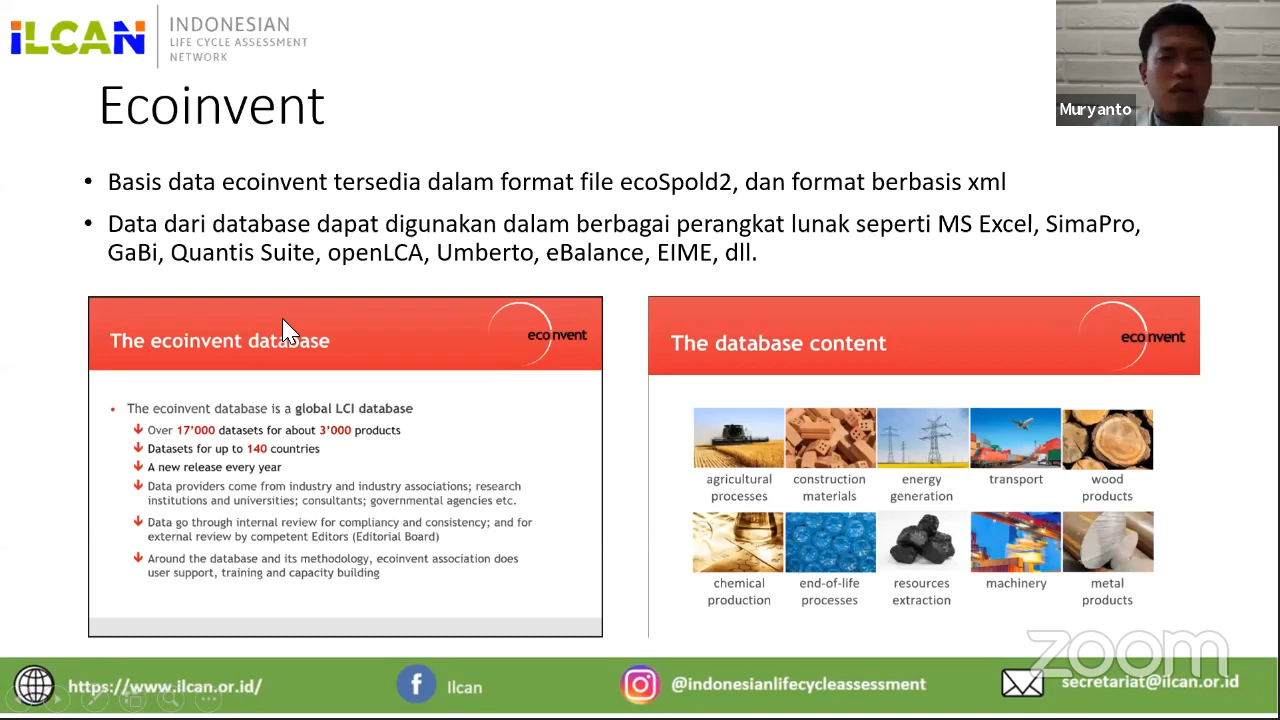 iLCAN
INDONESIAN
LIFE CYCLE ASSESSMENT
NETWORK
Muryanto
Ecoinvent
• Basis data ecoinvent tersedia dalam format file ecoSpold2, dan format berbasis xml
• Data dari database dapat digunakan dalam berbagai perangkat lunak seperti MS Excel, SimaPro,
GaBi, Quantis Suite, openLCA, Umberto, eBalance, EIME, dll.
The ecoinvent database
ecoinvent
• The ecoinvent database is a global LCI database
Over 17'000 datasets for about 3'000 products
Datasets for up to 140 countries
A new release every year
Data providers come from industry and industry associations; research
institutions and universities; consultants; governmental agencies etc.
Data go through internal review for compliancy and consistency; and for
external review by competent Editors (Editorial Board)
Around the database and its methodology, ecoinvent association does
user support, training and capacity building
The database content
ecoinvent
agricultural
processes
construction
materials
energy
generation
transport
wood
products
chemical
production
end-of-life
processes
resources
extraction
machinery
metal
products
zoom
https://www.ilcan.or.id/
Ilcan
@indonesianlifecycleassessment
secretariat@ilcan.or.id